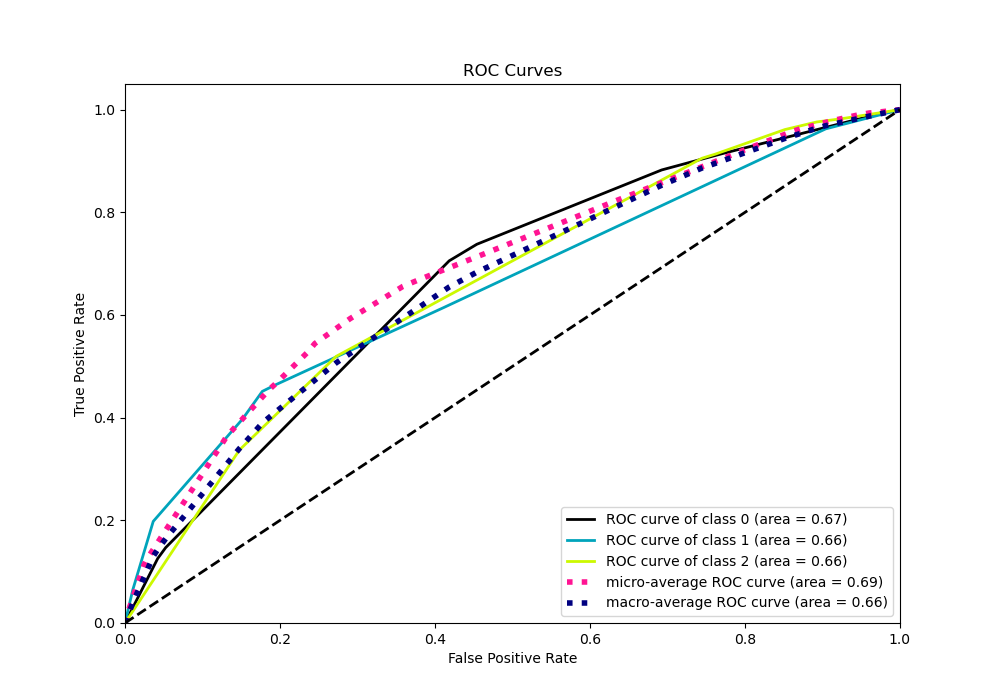 ROC Curves
True Positive Rate
1.0
0.8
0.6
0.4
0.2
0.0
0.0 0.2 0.4 0.6 0.8 1.0
False Positive Rate
ROC curve of class 0 (area = 0.67)
ROC curve of class 1 (area = 0.66)
ROC curve of class 2 (area = 0.66)
micro-average ROC curve (area = 0.69)
macro-average ROC curve (area = 0.66)